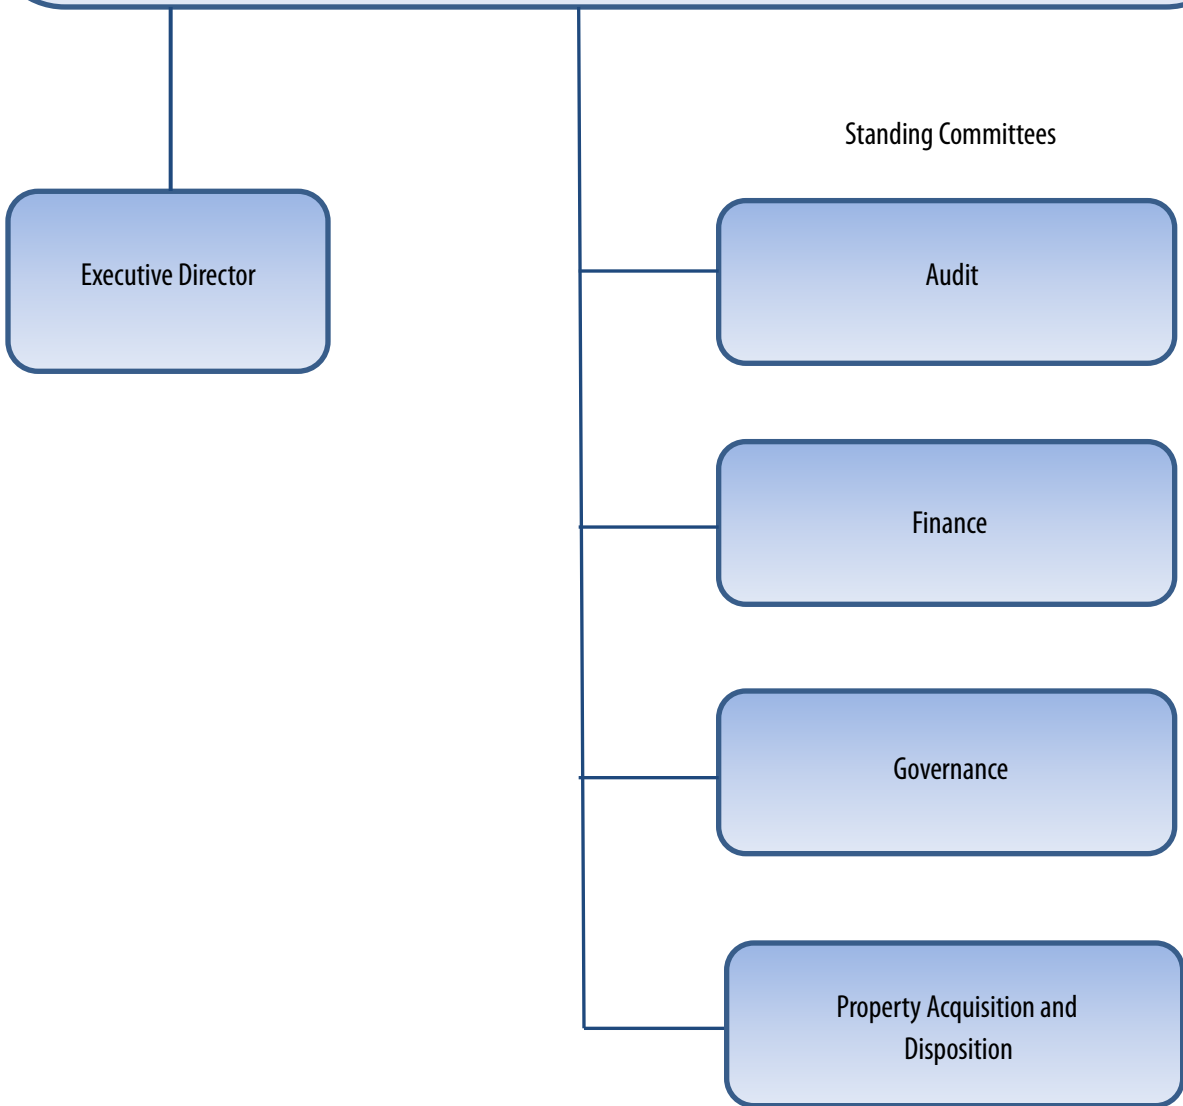 Standing Committees
Executive Director
Audit
Finance
Governance
Property Acquisition and
Disposition